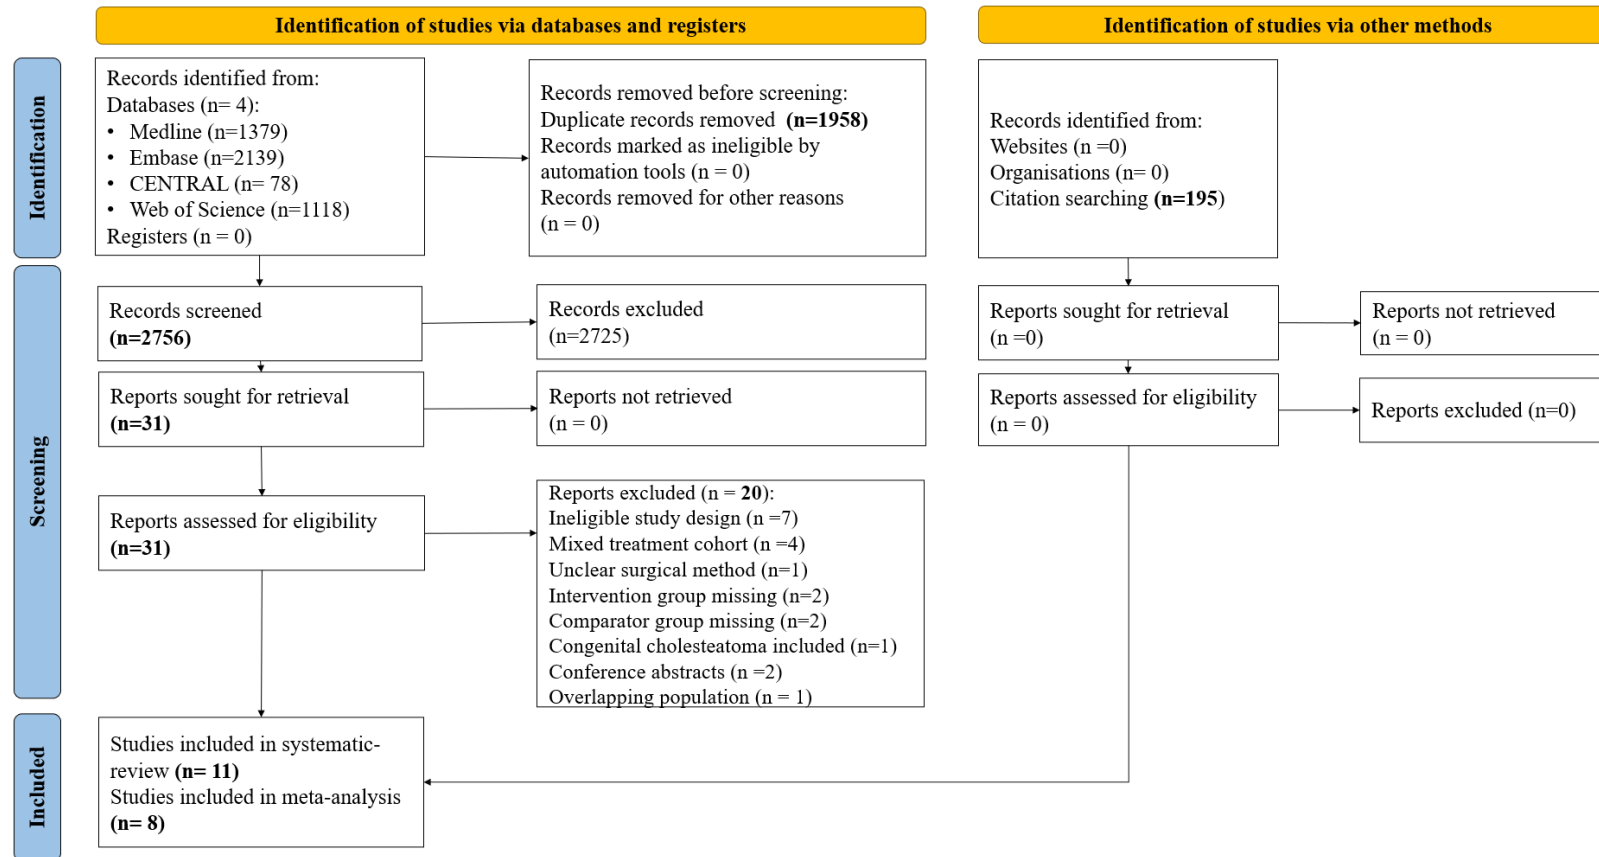 Identification of studies via databases and registers
Identification of studies via other methods
Identification
Records identified from:
Databases (n= 4):
• Medline (n=1379)
• Embase (n=2139)
• CENTRAL (n= 78)
• Web of Science (n=1118)
Registers (n = 0)
Records removed before screening:
Duplicate records removed (n=1958)
Records marked as ineligible by
automation tools (n = 0)
Records removed for other reasons
(n = 0)
Records identified from:
Websites (n =0)
Organisations (n= 0)
Citation searching (n=195)
Screening
Records screened
(n=2756)
Records excluded
(n=2725)
Reports sought for retrieval
(n =0)
Reports not retrieved
(n = 0)
Reports sought for retrieval
(n=31)
Reports not retrieved
(n = 0)
Reports assessed for eligibility
(n = 0)
Reports excluded (n=0)
Reports assessed for eligibility
(n=31)
Reports excluded (n = 20):
Ineligible study design (n =7)
Mixed treatment cohort (n =4)
Unclear surgical method (n=1)
Intervention group missing (n=2)
Comparator group missing (n=2)
Congenital cholesteatoma included (n=1)
Conference abstracts (n =2)
Overlapping population (n = 1)
Included
Studies included in systematic-
review (n= 11)
Studies included in meta-analysis
(n= 8)